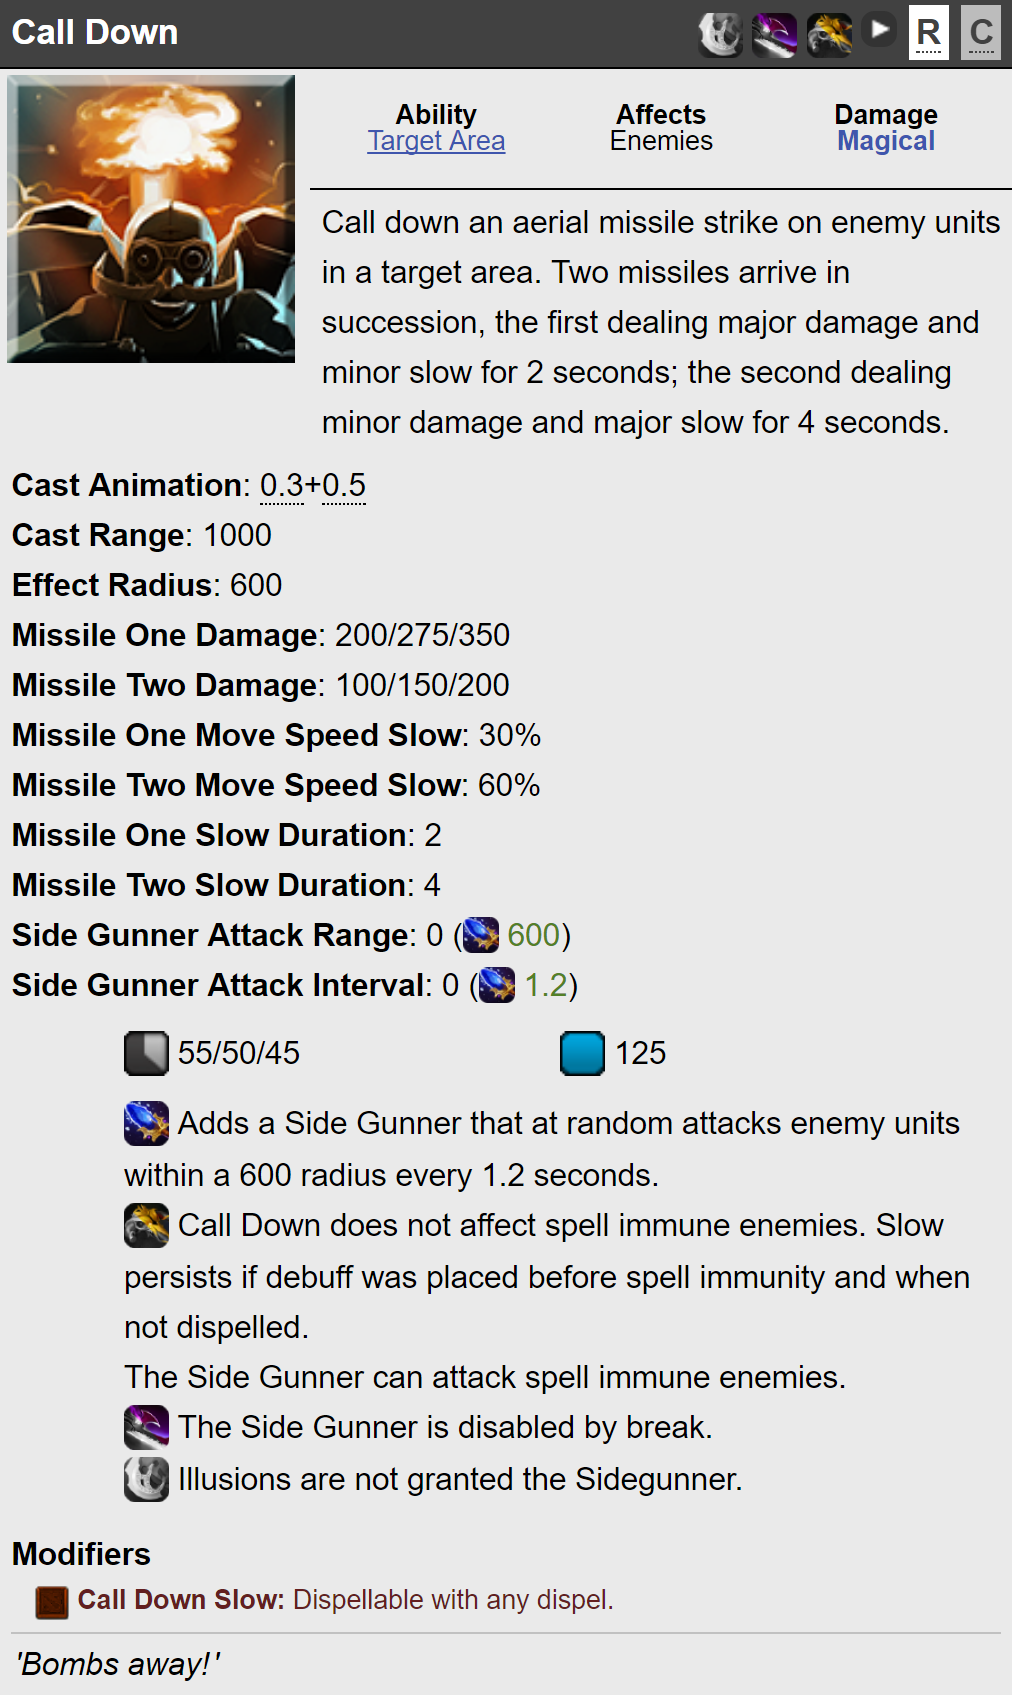 Call Down R C
Ability Affects Damage
Target Area Enemies Magical
Call down an aerial missile strike on enemy units
in a target area. Two missiles arrive in
succession, the first dealing major damage and
minor slow for 2 seconds; the second dealing
minor damage and major slow for 4 seconds.
Cast Animation: 0.3+0.5
Cast Range: 1000
Effect Radius: 600
Missile One Damage: 200/275/350
Missile Two Damage: 100/150/200
Missile One Move Speed Slow: 30%
Missile Two Move Speed Slow: 60%
Missile One Slow Duration: 2
Missile Two Slow Duration: 4
Side Gunner Attack Range: 0 ( 600)
Side Gunner Attack Interval: 0 ( 1.2)
55/50/45 125
Adds a Side Gunner that at random attacks enemy units
within a 600 radius every 1.2 seconds.
Call Down does not affect spell immune enemies. Slow
persists if debuff was placed before spell immunity and when
not dispelled.
The Side Gunner can attack spell immune enemies.
The Side Gunner is disabled by break.
Illusions are not granted the Sidegunner.
Modifiers
Call Down Slow: Dispellable with any dispel.
'Bombs away!'